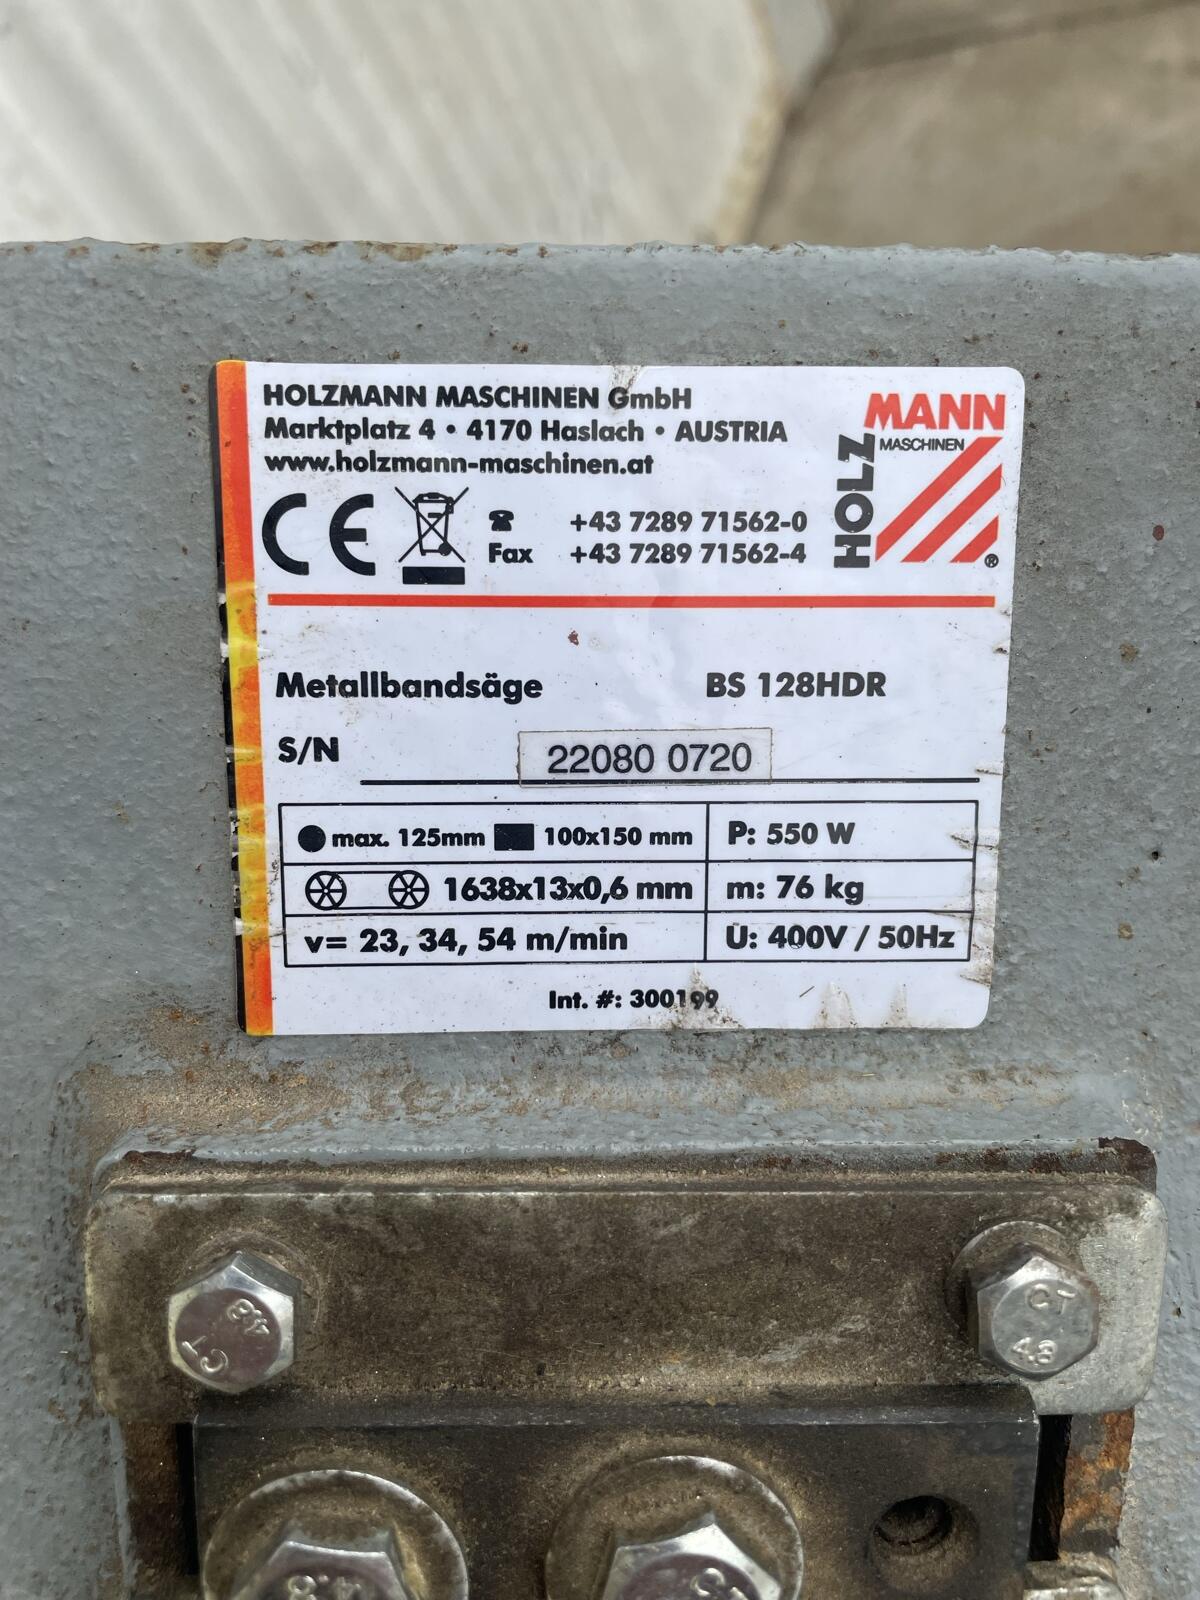 HOLZMANN MASCHINEN GmbH
Marktplatz 4 • 4170 Haslach • AUSTRIA
www.holzmann-maschinen.at
HOLZ
MANN
MASCHINEN
®
CE
+43 7289 71562-0
Fax +43 7289 71562-4
Metallbandsäge BS 128HDR
S/N 22080 0720
max. 125mm 100x150 mm P: 550 W
1638x13x0,6 mm m: 76 kg
v= 23, 34, 54 m/min U: 400V / 50Hz
Int. #: 300199
4.8
CT
CT
4.8